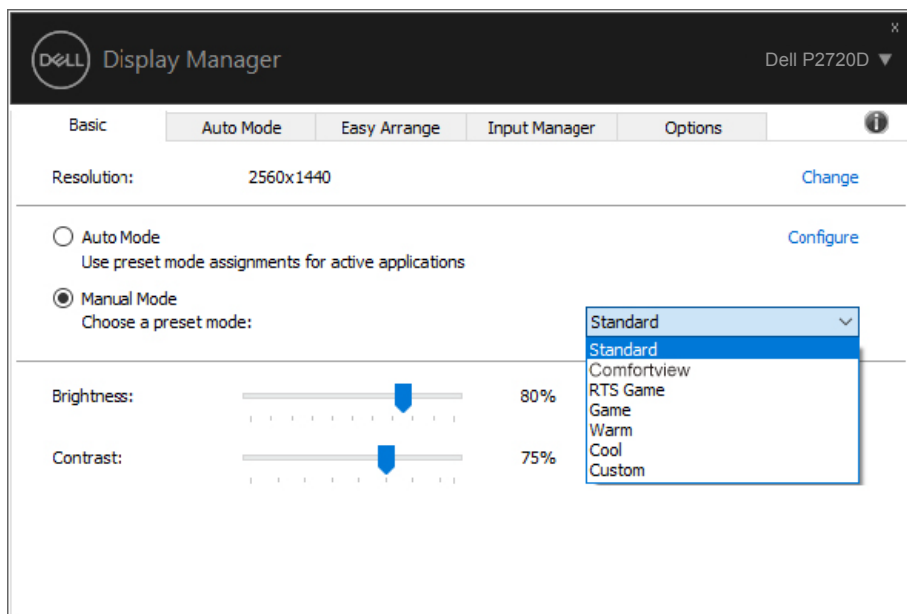 x
DELL Display Manager Dell P2720D ▼
Basic Auto Mode Easy Arrange Input Manager Options i
Resolution: 2560x1440 Change
Auto Mode Configure
Use preset mode assignments for active applications
Manual Mode
Choose a preset mode: Standard
Standard
Comfortview
RTS Game
Game
Warm
Cool
Custom
Brightness: 80%
Contrast: 75%